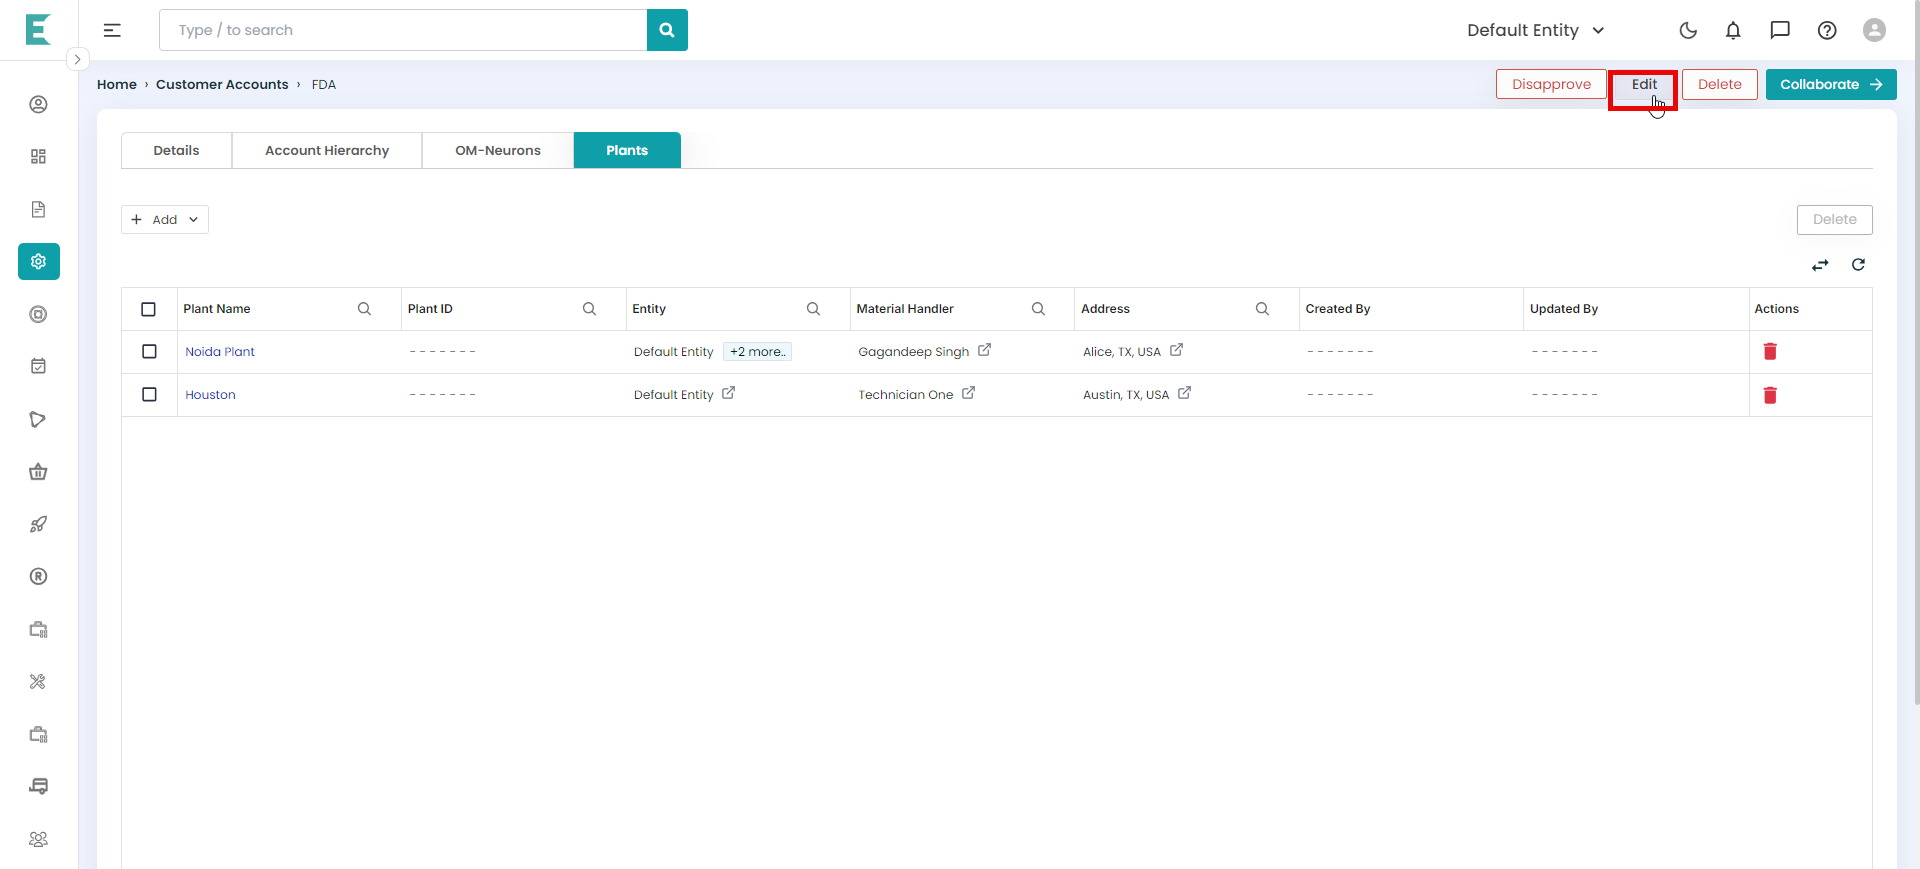 Type / to search
Default Entity
Home › Customer Accounts › FDA
Disapprove Edit Delete Collaborate →
Details Account Hierarchy OM-Neurons Plants
+ Add
Delete
Plant Name Plant ID Entity Material Handler Address Created By Updated By Actions
Noida Plant - - - - - - - Default Entity +2 more.. Gagandeep Singh Alice, TX, USA - - - - - - - - - - - - - -
Houston - - - - - - - Default Entity Technician One Austin, TX, USA - - - - - - - - - - - - - -